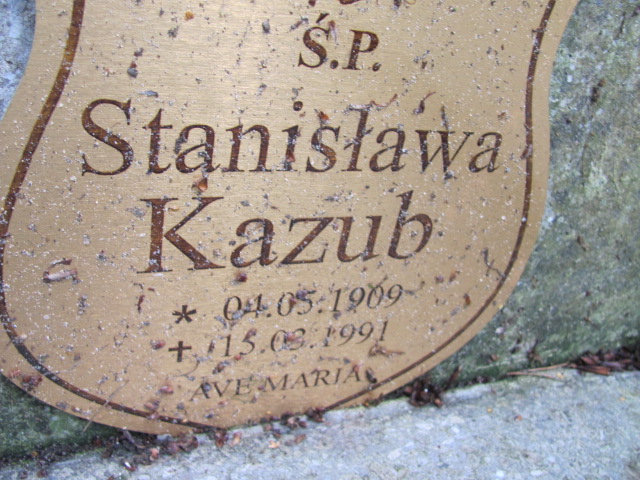 Ś.P.
Stanisława
Kazub
* 04.05.1909
+ 15.03.1991
AVE MARIA